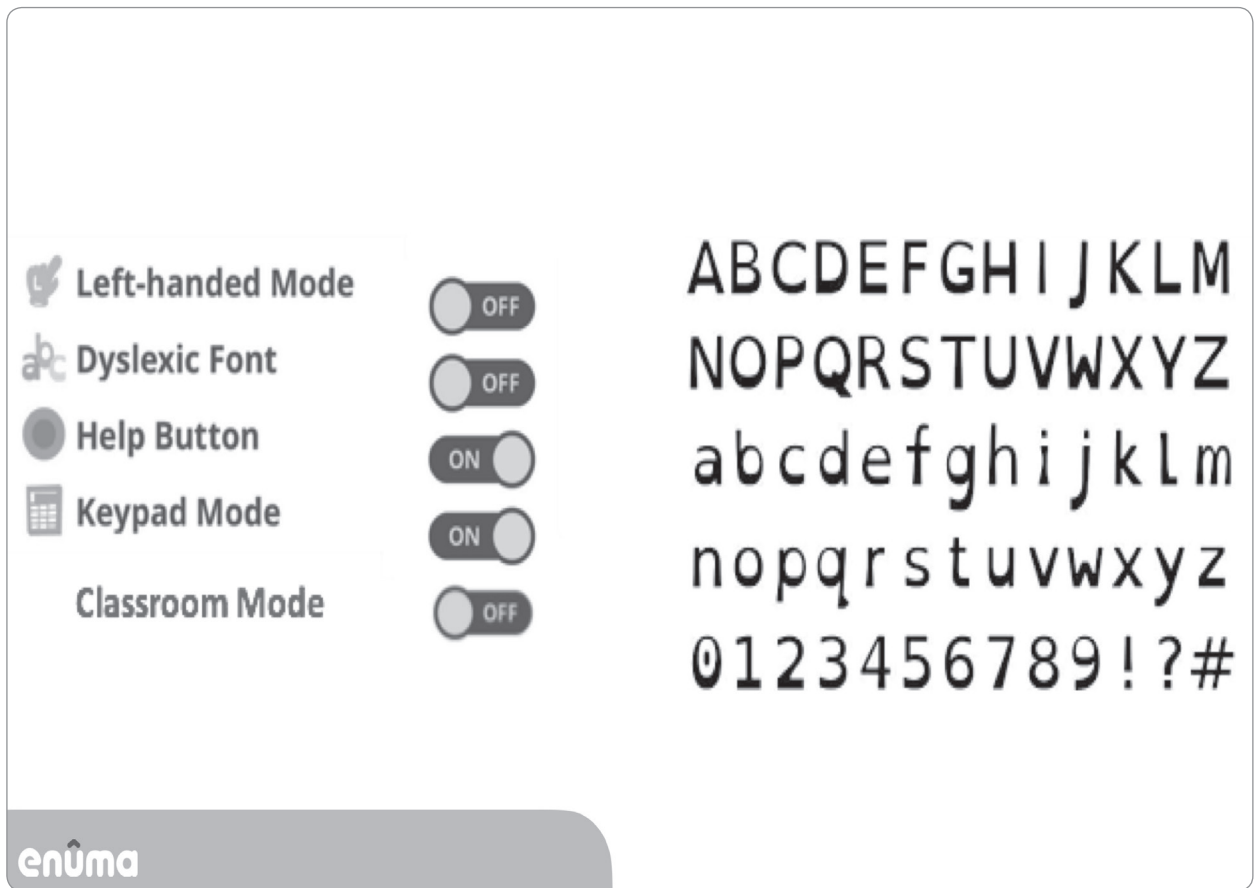 Left-handed Mode OFF
Dyslexic Font OFF
Help Button ON
Keypad Mode ON
Classroom Mode OFF
ABCDEFGHIJKLM
NOPQRSTUVWXYZ
abcdefghijklm
nopqrstuvwxyz
0123456789!?#
enûma